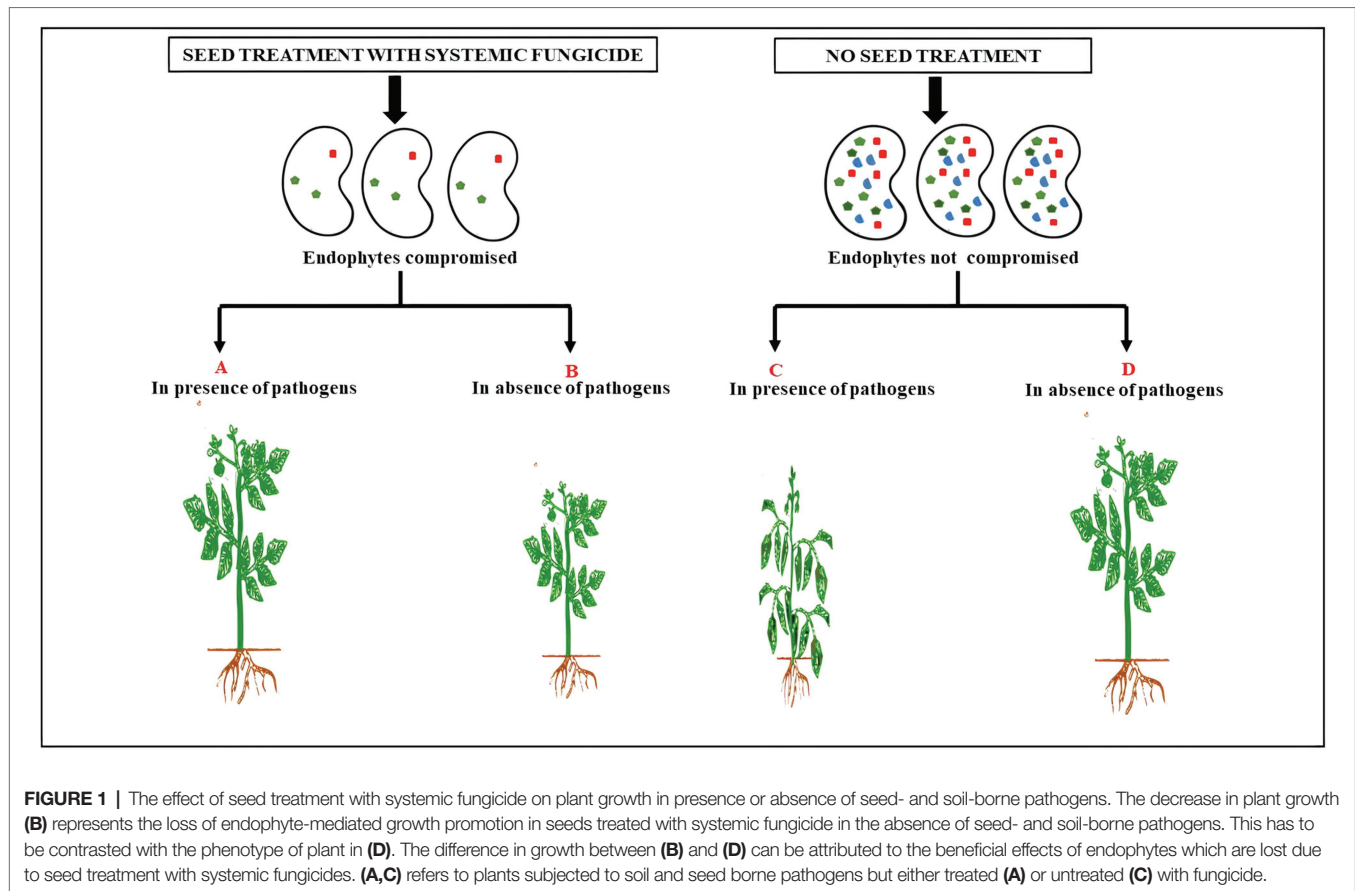 SEED TREATMENT WITH SYSTEMIC FUNGICIDE
NO SEED TREATMENT
Endophytes compromised
Endophytes not compromised
A
In presence of pathogens
B
In absence of pathogens
C
In presence of pathogens
D
In absence of pathogens
FIGURE 1 | The effect of seed treatment with systemic fungicide on plant growth in presence or absence of seed- and soil-borne pathogens. The decrease in plant growth
(B) represents the loss of endophyte-mediated growth promotion in seeds treated with systemic fungicide in the absence of seed- and soil-borne pathogens. This has to
be contrasted with the phenotype of plant in (D). The difference in growth between (B) and (D) can be attributed to the beneficial effects of endophytes which are lost due
to seed treatment with systemic fungicides. (A,C) refers to plants subjected to soil and seed borne pathogens but either treated (A) or untreated (C) with fungicide.